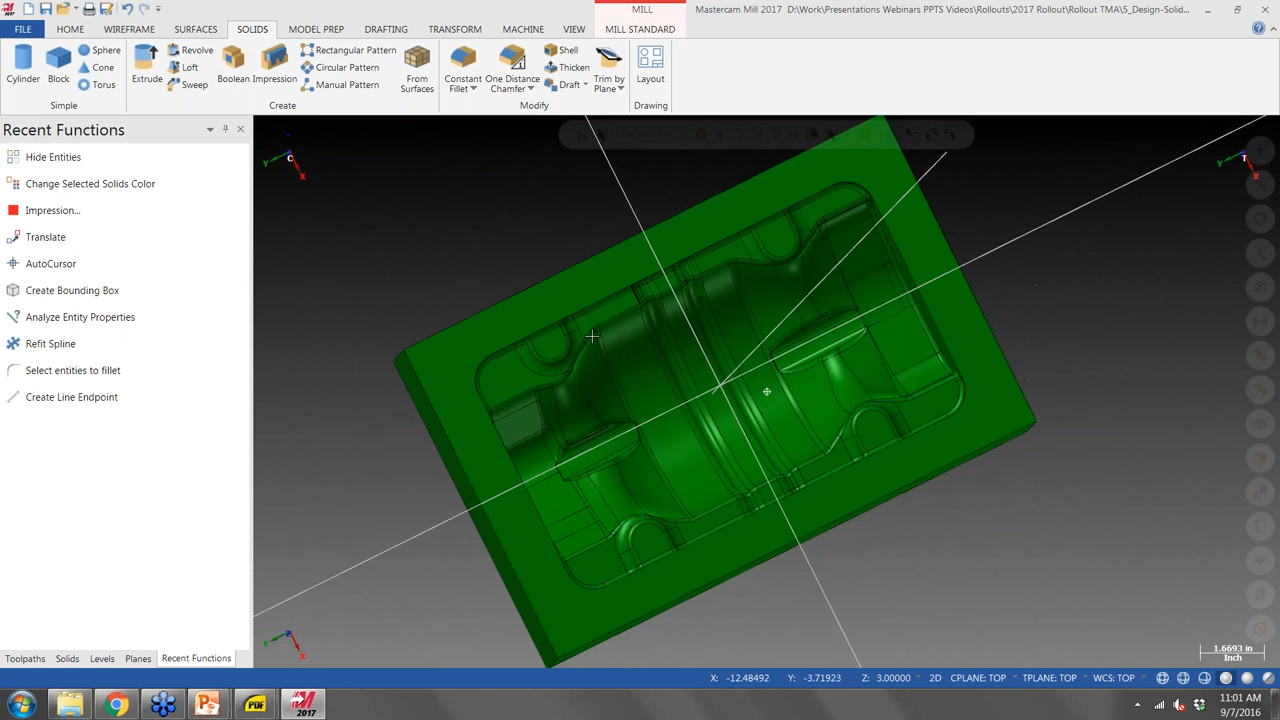 MILL
Mastercam Mill 2017 D:\Work\Presentations Webinars PPTS Videos\Rollouts\2017 Rollout\Rollout TMA\5_Design-Solid...
FILE HOME WIREFRAME SURFACES SOLIDS MODEL PREP DRAFTING TRANSFORM MACHINE VIEW MILL STANDARD
Cylinder Block Sphere Cone Torus
Simple
Extrude Revolve Loft Sweep Boolean Impression Rectangular Pattern Circular Pattern Manual Pattern From Surfaces
Create
Constant Fillet One Distance Chamfer Shell Thicken Draft Trim by Plane
Modify
Layout
Drawing
Recent Functions
Hide Entities
Change Selected Solids Color
Impression...
Translate
AutoCursor
Create Bounding Box
Analyze Entity Properties
Refit Spline
Select entities to fillet
Create Line Endpoint
Y C X
Y T X
Y Z X
1.6693 in
Inch
Toolpaths Solids Levels Planes Recent Functions
X: -12.48492 Y: -3.71923 Z: 3.00000 2D CPLANE: TOP TPLANE: TOP WCS: TOP
PDF
2017
11:01 AM
9/7/2016